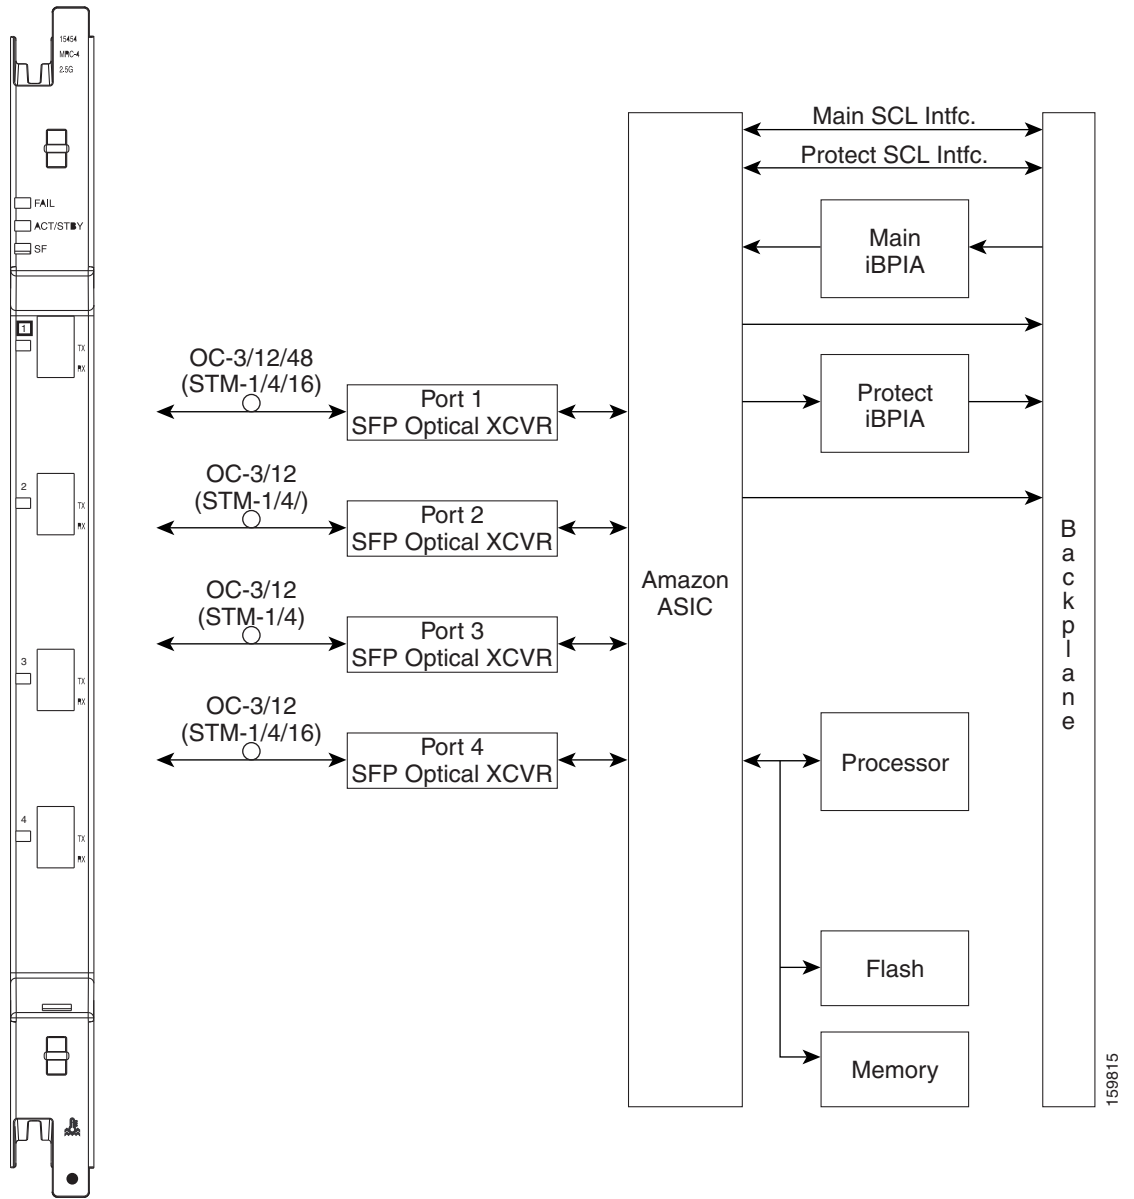 15454
MRC-4
2.5G
FAIL
ACT/STBY
SF
1
TX
RX
2
TX
RX
3
TX
RX
4
TX
RX
OC-3/12/48
(STM-1/4/16)
Port 1
SFP Optical XCVR
OC-3/12
(STM-1/4/)
Port 2
SFP Optical XCVR
OC-3/12
(STM-1/4)
Port 3
SFP Optical XCVR
OC-3/12
(STM-1/4/16)
Port 4
SFP Optical XCVR
Amazon
ASIC
Main SCL Intfc.
Protect SCL Intfc.
Main
iBPIA
Protect
iBPIA
Processor
Flash
Memory
Backplane
159815